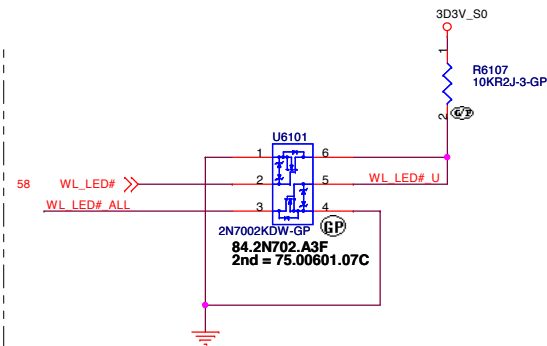 3D3V_S0
1
R6107
10KR2J-3-GP
2
G/P
U6101
1
6
58
WL_LED#
2
5
WL_LED#_U
WL_LED#_ALL
3
4
2N7002KDW-GP
GP
84.2N702.A3F
2nd = 75.00601.07C